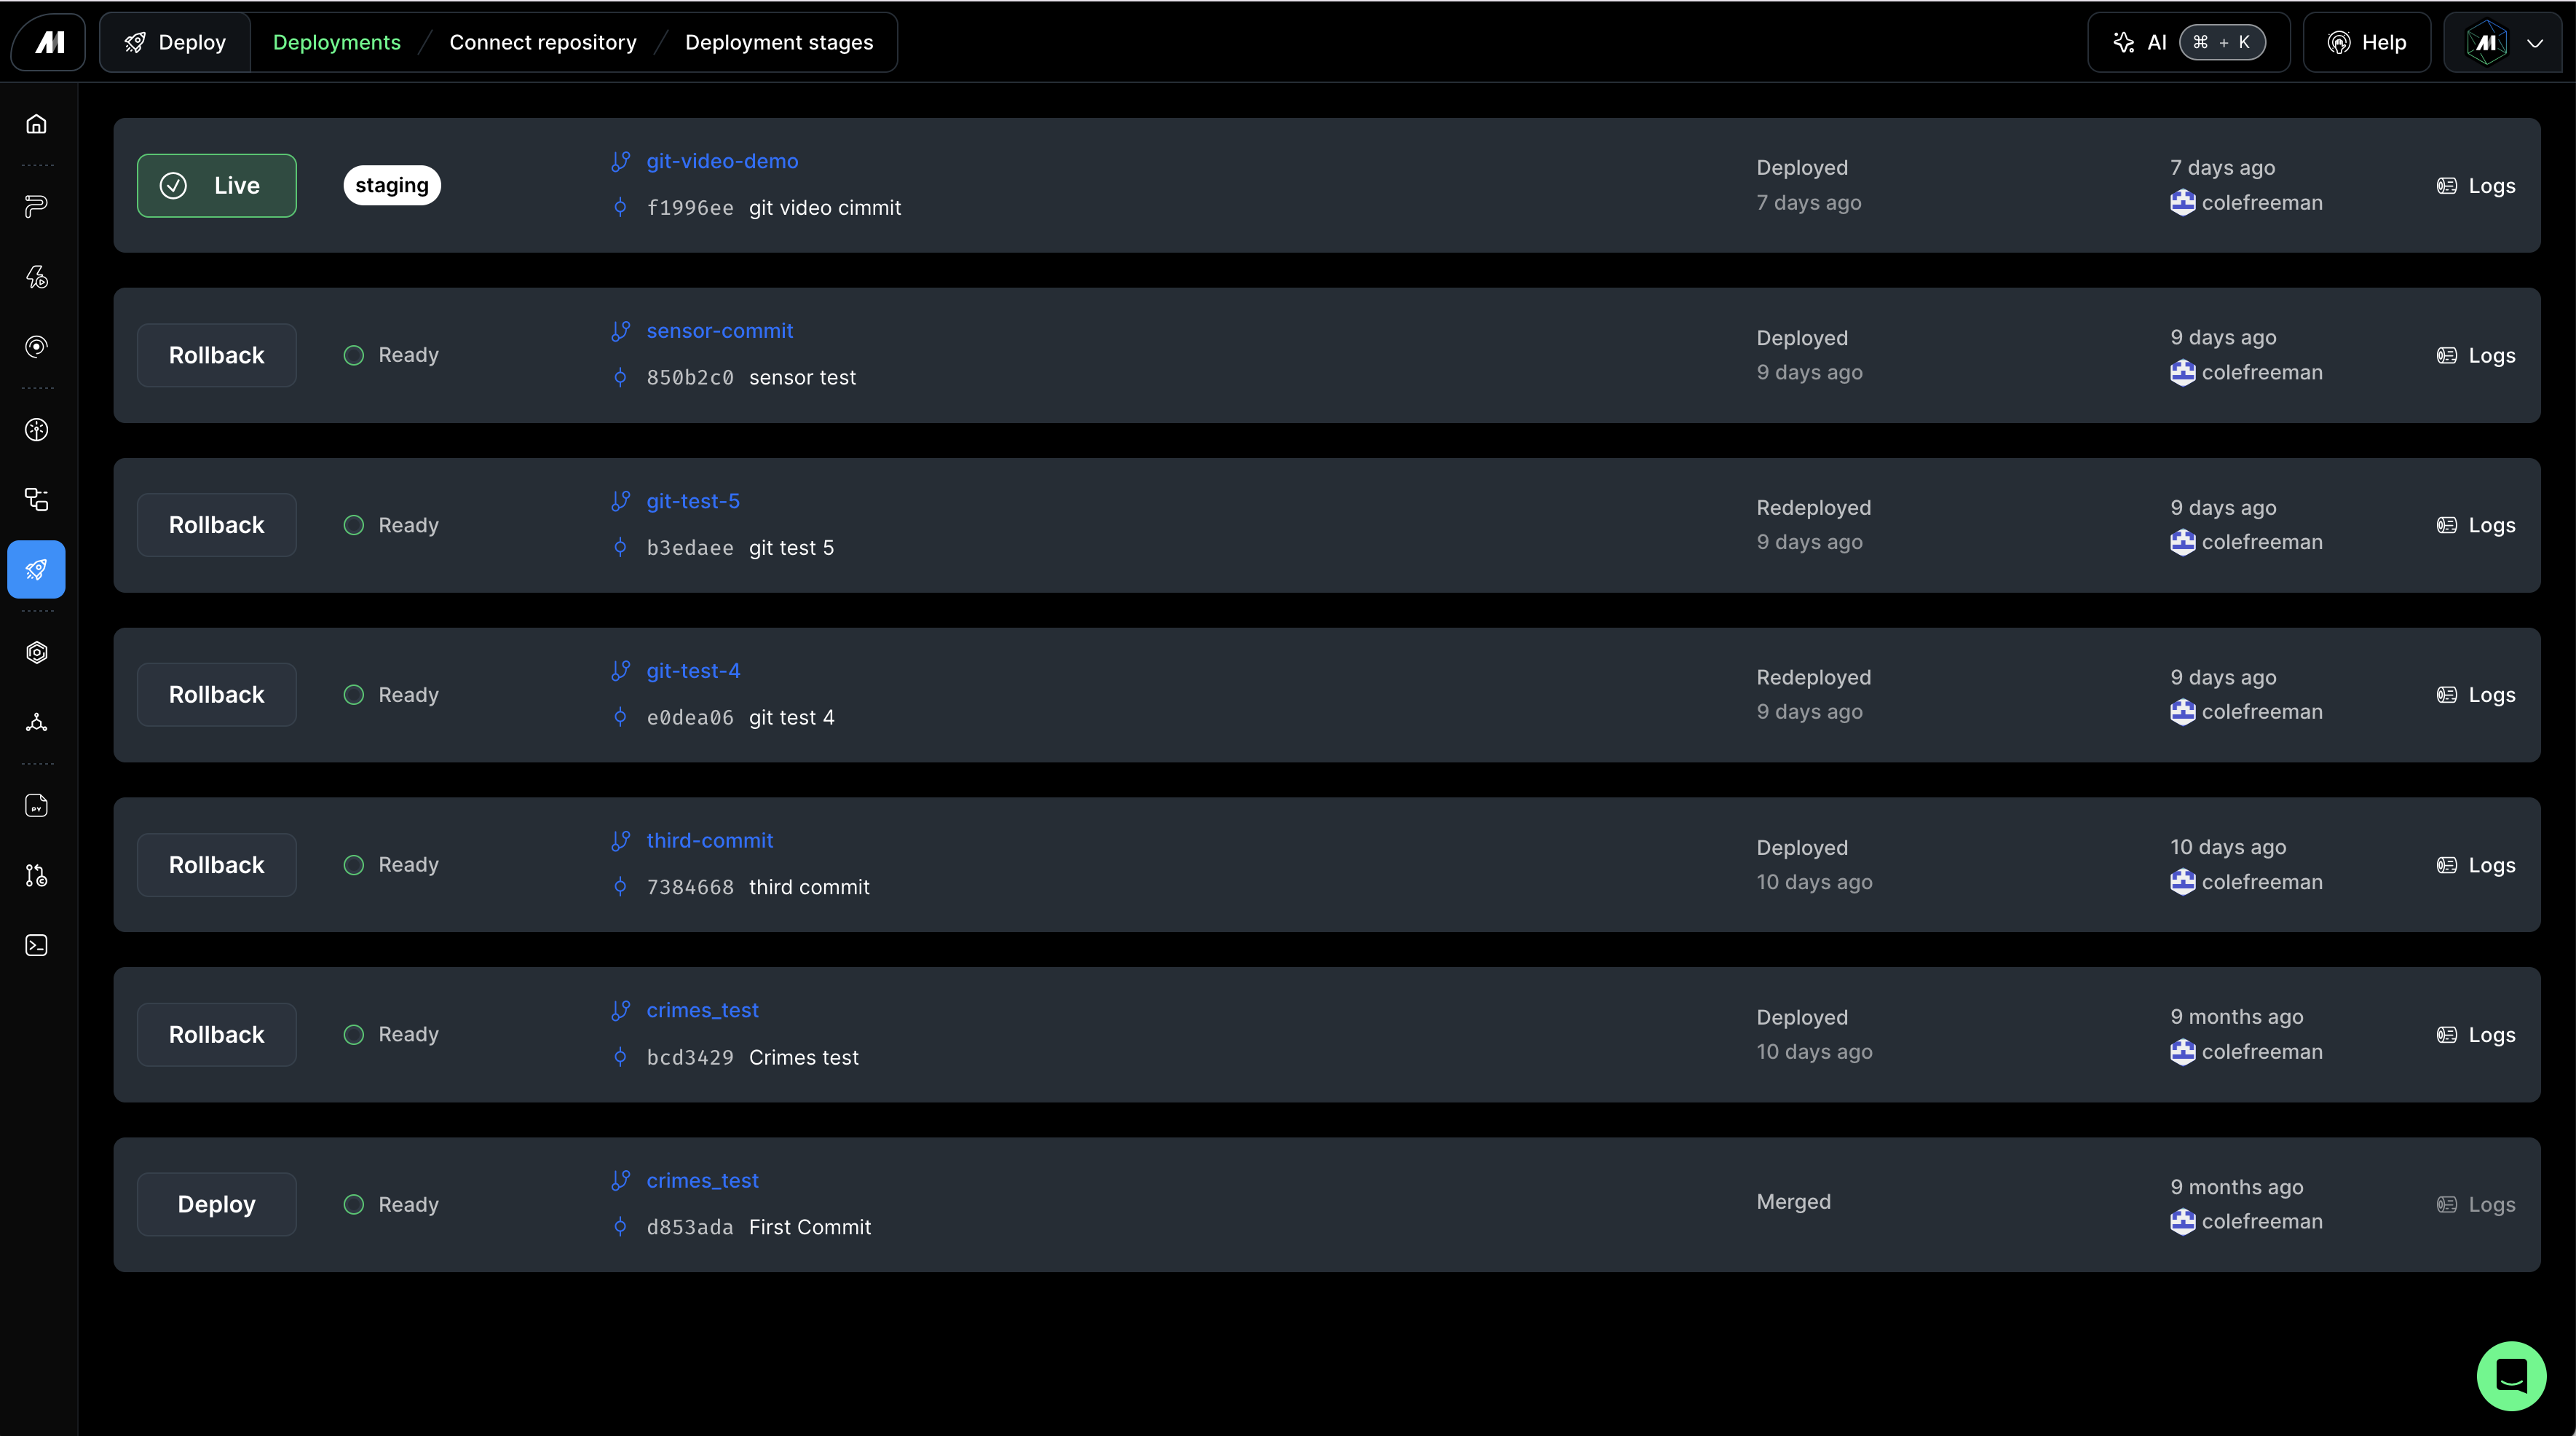 Deploy Deployments / Connect repository / Deployment stages AI ⌘ + K Help
Live staging git-video-demo Deployed 7 days ago Logs
f1996ee git video cimmit 7 days ago colefreeman
Rollback Ready sensor-commit Deployed 9 days ago Logs
850b2c0 sensor test 9 days ago colefreeman
Rollback Ready git-test-5 Redeployed 9 days ago Logs
b3edaee git test 5 9 days ago colefreeman
Rollback Ready git-test-4 Redeployed 9 days ago Logs
e0dea06 git test 4 9 days ago colefreeman
Rollback Ready third-commit Deployed 10 days ago Logs
7384668 third commit 10 days ago colefreeman
Rollback Ready crimes_test Deployed 9 months ago Logs
bcd3429 Crimes test 10 days ago colefreeman
Deploy Ready crimes_test Merged 9 months ago Logs
d853ada First Commit colefreeman
PY